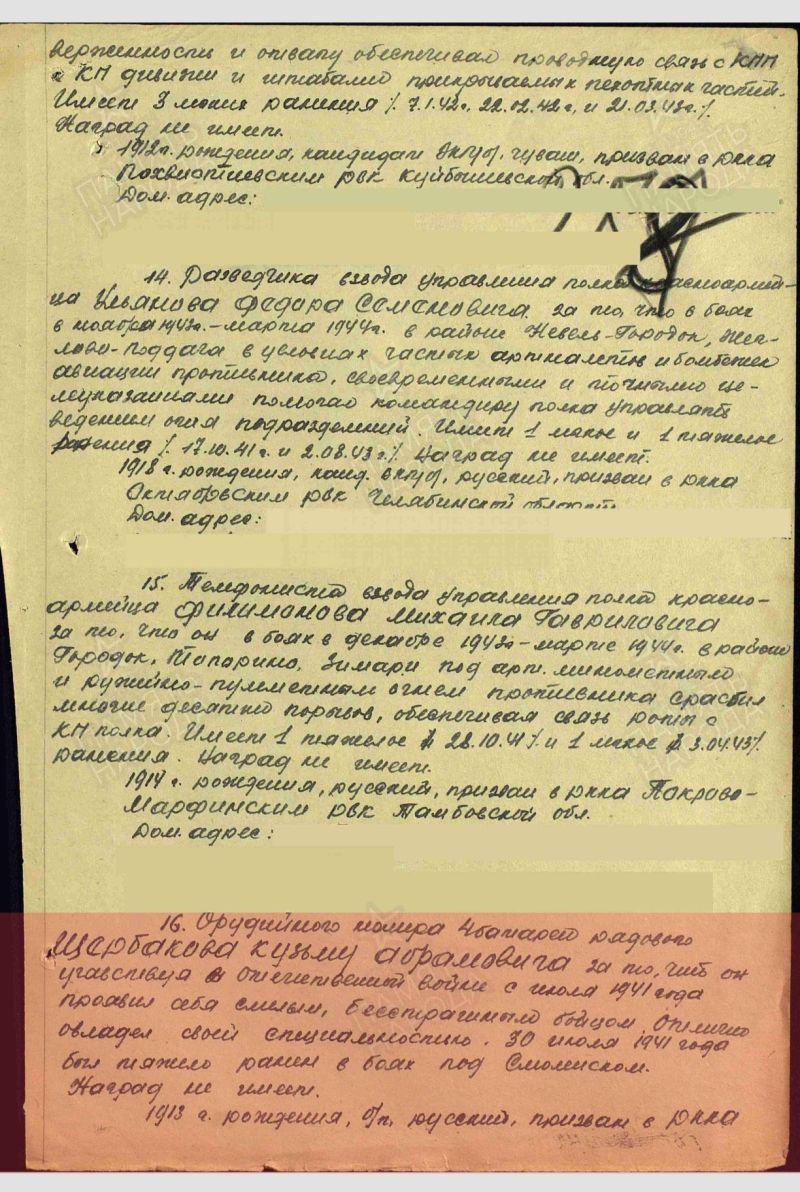 верженность и отвагу обеспечивал проводную связь с КПП
и КП дивизии и штабами прикрываемых пехотных частей.
Имеет 3 легких ранения /. 7.1.42г, 22.02.42г, и 21.03.43г./.
Наград не имеет.
1912г. рождения, кандидат ВКП/б/, чуваш, призван в РККА
Похвистневским РВК Куйбышевской обл.
Дом. адрес:
14. Разведчика взвода управления полка красноармей-
ца Иванова Федора Семеновича за то, что в боях
в ноябре 1943г. - марте 1944г. в районе Невель-Городок,
в условиях частых артналетов и бомбежек
авиации противника, своевременными и точными це-
леуказаниями помогал командиру полка управлять
ведением огня подразделений. Имеет 1 легкое и 1 тяжелое
ранения /. 17.10.41г и 2.08.43г./. Наград не имеет.
1918 г. рождения, канд. ВКП/б/, русский, призван в РККА
Октябрьским РВК Челябинской области
Дом. адрес:
15. Телефониста взвода управления полка красно-
армейца Филимонова Михаила Гавриловича
за то, что он в боях в декабре 1943г. - марте 1944г. в районе
Городок, Топорино, Зимари под арт. минометным
и ружейно-пулеметным огнем противника срастил
многие десятки порывов, обеспечивая связь рот с
КП полка. Имеет 1 тяжелое /. 28.10.41/. и 1 легкое /. 3.04.43/.
ранения. Наград не имеет.
1914 г. рождения, русский, призван в РККА Покрово-
Марфинским РВК Тамбовской обл.
Дом. адрес:
16. Орудийного номера 4 батареи рядового
Щербакова Кузьму Абрамовича за то, что он
участвуя в отечественной войне с июля 1941 года
проявил себя смелым, бесстрашным бойцом. Отлично
овладел своей специальностью. 30 июля 1941 года
был тяжело ранен в боях под Смоленском.
Наград не имеет.
1913 г. рождения, б/п, русский, призван в РККА